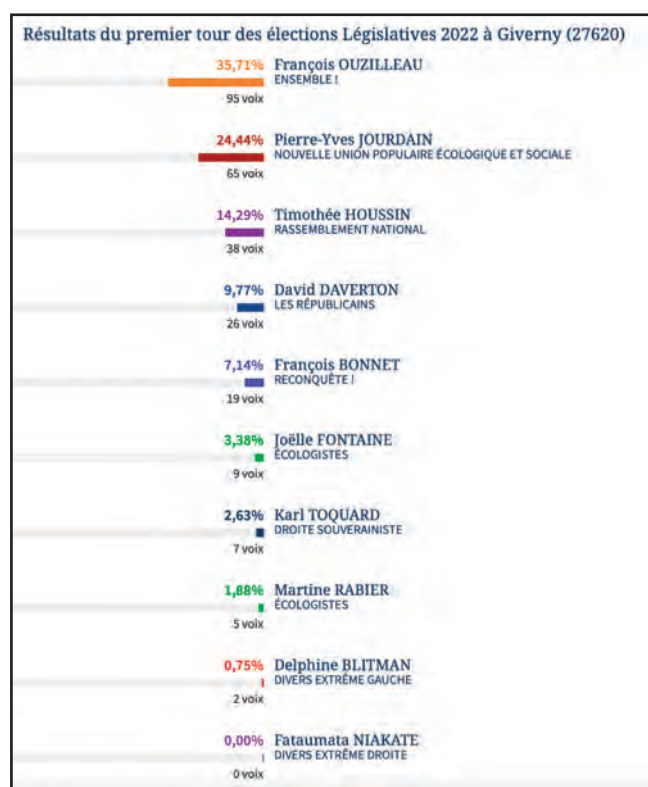 Résultats du premier tour des élections Législatives 2022 à Giverny (27620)
35,71% François OUZILLEAU
ENSEMBLE !
95 voix
24,44% Pierre-Yves JOURDAIN
NOUVELLE UNION POPULAIRE ÉCOLOGIQUE ET SOCIALE
65 voix
14,29% Timothée HOUSSIN
RASSEMBLEMENT NATIONAL
38 voix
9,77% David DAVERTON
LES RÉPUBLICAINS
26 voix
7,14% François BONNET
RECONQUÊTE !
19 voix
3,38% Joëlle FONTAINE
ÉCOLOGISTES
9 voix
2,63% Karl TOQUARD
DROITE SOUVERAINISTE
7 voix
1,88% Martine RABIER
ÉCOLOGISTES
5 voix
0,75% Delphine BLITMAN
DIVERS EXTRÊME GAUCHE
2 voix
0,00% Fataumata NIAKATE
DIVERS EXTRÊME DROITE
0 voix